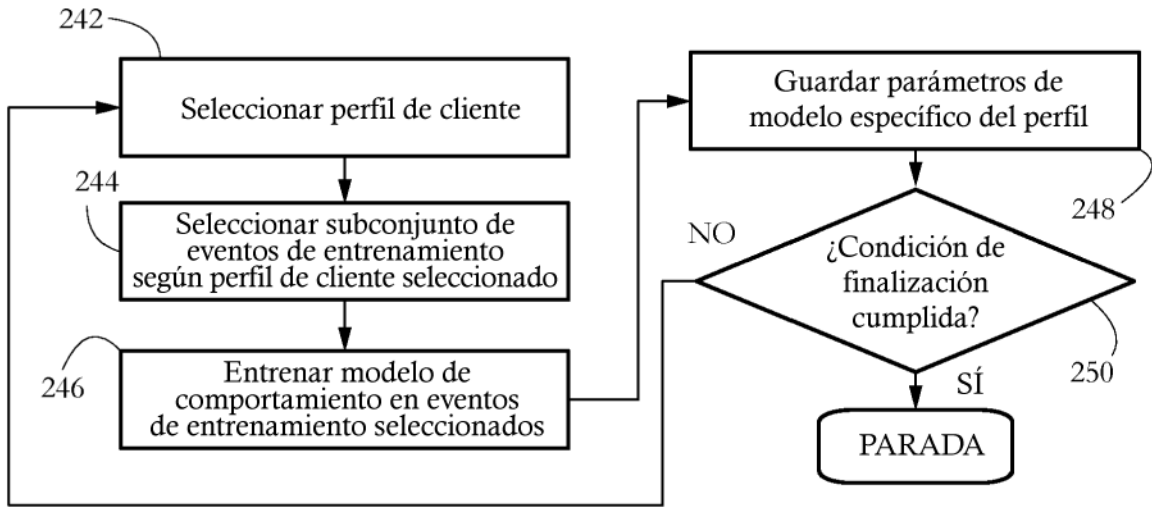 242
Seleccionar perfil de cliente
244
Seleccionar subconjunto de
eventos de entrenamiento
según perfil de cliente seleccionado
246
Entrenar modelo de
comportamiento en eventos
de entrenamiento seleccionados
Guardar parámetros de
modelo específico del perfil
248
NO
¿Condición de
finalización
cumplida?
250
SÍ
PARADA